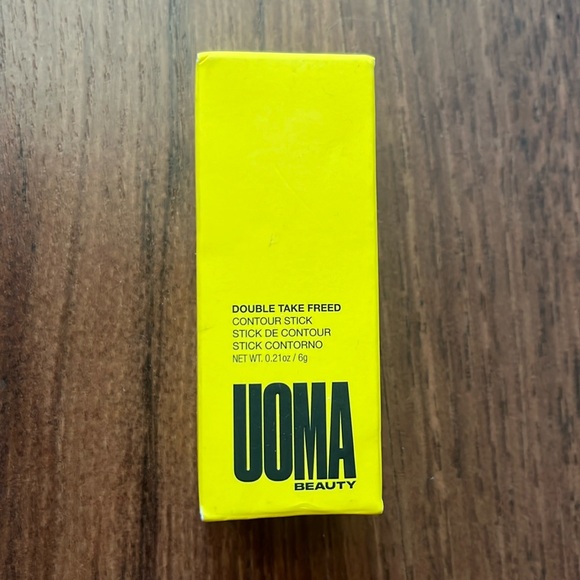 DOUBLE TAKE FREED
CONTOUR STICK
STICK DE CONTOUR
STICK CONTORNO
NET WT. 0.21oz / 6g
UOMA
BEAUTY